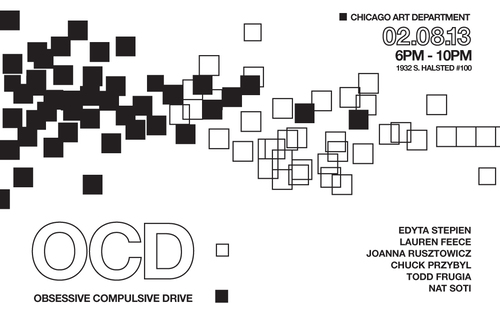 CHICAGO ART DEPARTMENT
02.08.13
6PM - 10PM
1932 S. HALSTED #100
OCD
OBSESSIVE COMPULSIVE DRIVE
EDYTA STEPIEN
LAUREN FEECE
JOANNA RUSZTOWICZ
CHUCK PRZYBYL
TODD FRUGIA
NAT SOTI